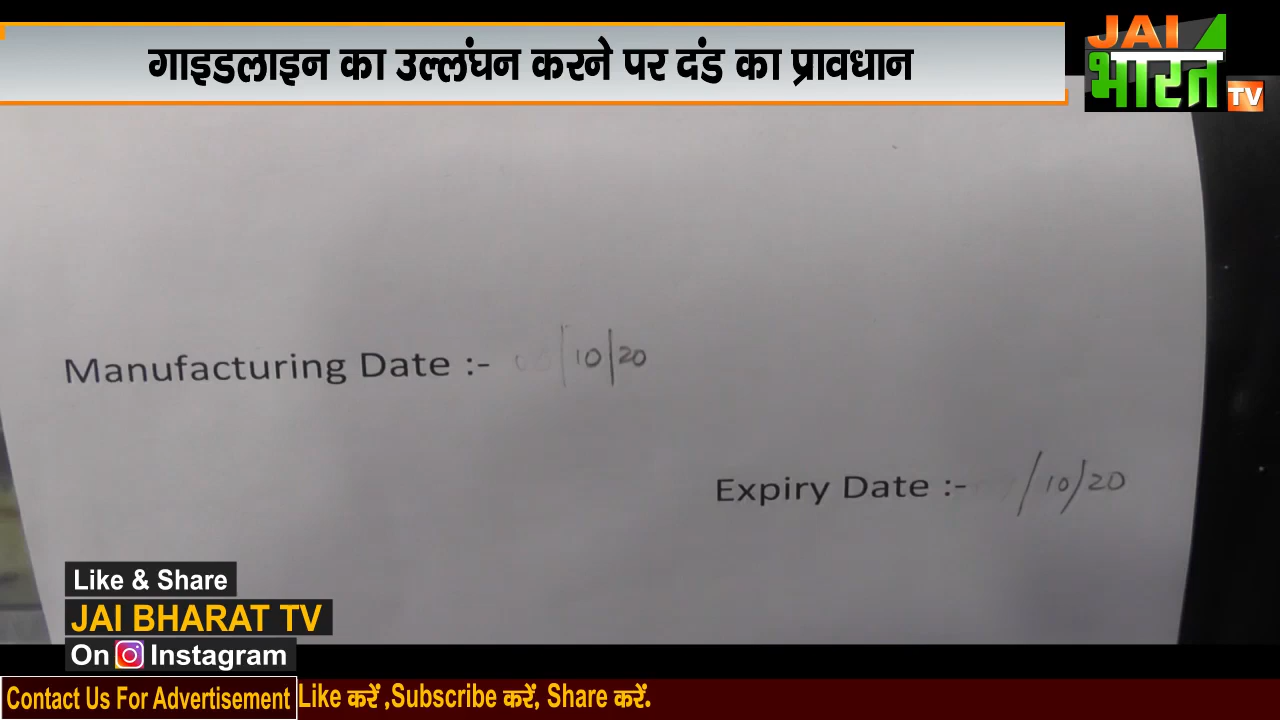 गाइडलाइन का उल्लंघन करने पर दंड का प्रावधान
JAI
भारत
TV
Manufacturing Date :- /10/20
Expiry Date :- /10/20
Like & Share
JAI BHARAT TV
On Instagram
Contact Us For Advertisement Like करें ,Subscribe करें, Share करें.